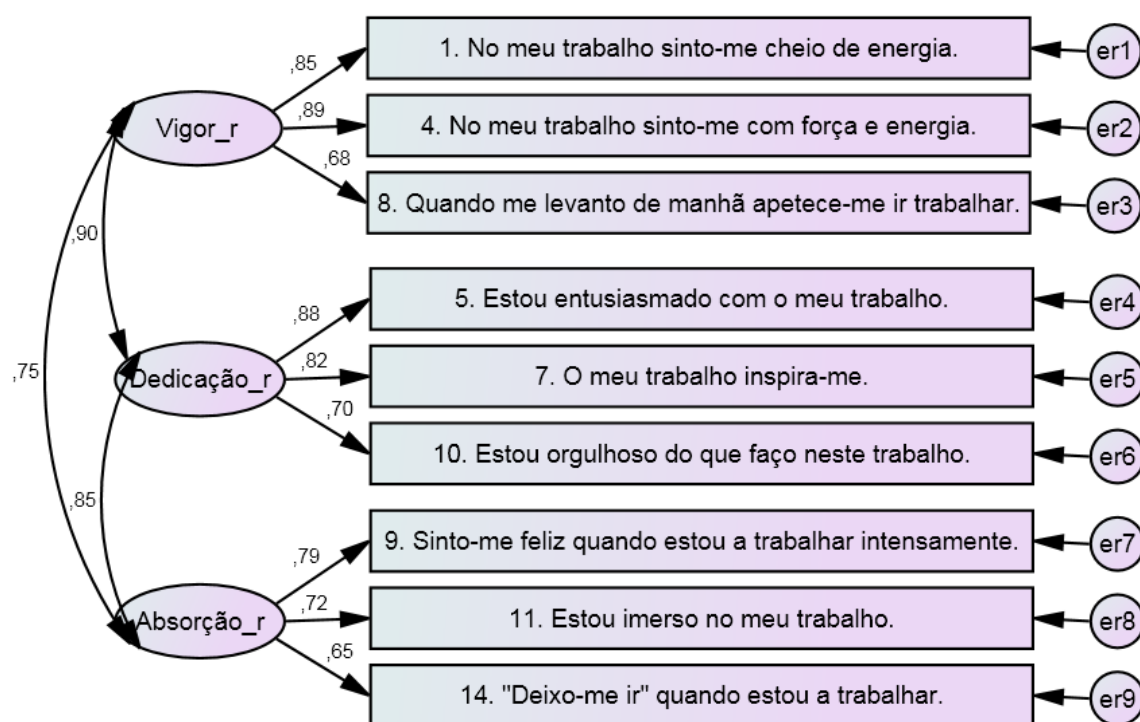 ,85
1. No meu trabalho sinto-me cheio de energia.
er1
Vigor_r
,89
4. No meu trabalho sinto-me com força e energia.
er2
,68
8. Quando me levanto de manhã apetece-me ir trabalhar.
er3
,90
,88
5. Estou entusiasmado com o meu trabalho.
er4
,75
Dedicação_r
,82
7. O meu trabalho inspira-me.
er5
,70
10. Estou orgulhoso do que faço neste trabalho.
er6
,85
,79
9. Sinto-me feliz quando estou a trabalhar intensamente.
er7
Absorção_r
,72
11. Estou imerso no meu trabalho.
er8
,65
14. "Deixo-me ir" quando estou a trabalhar.
er9